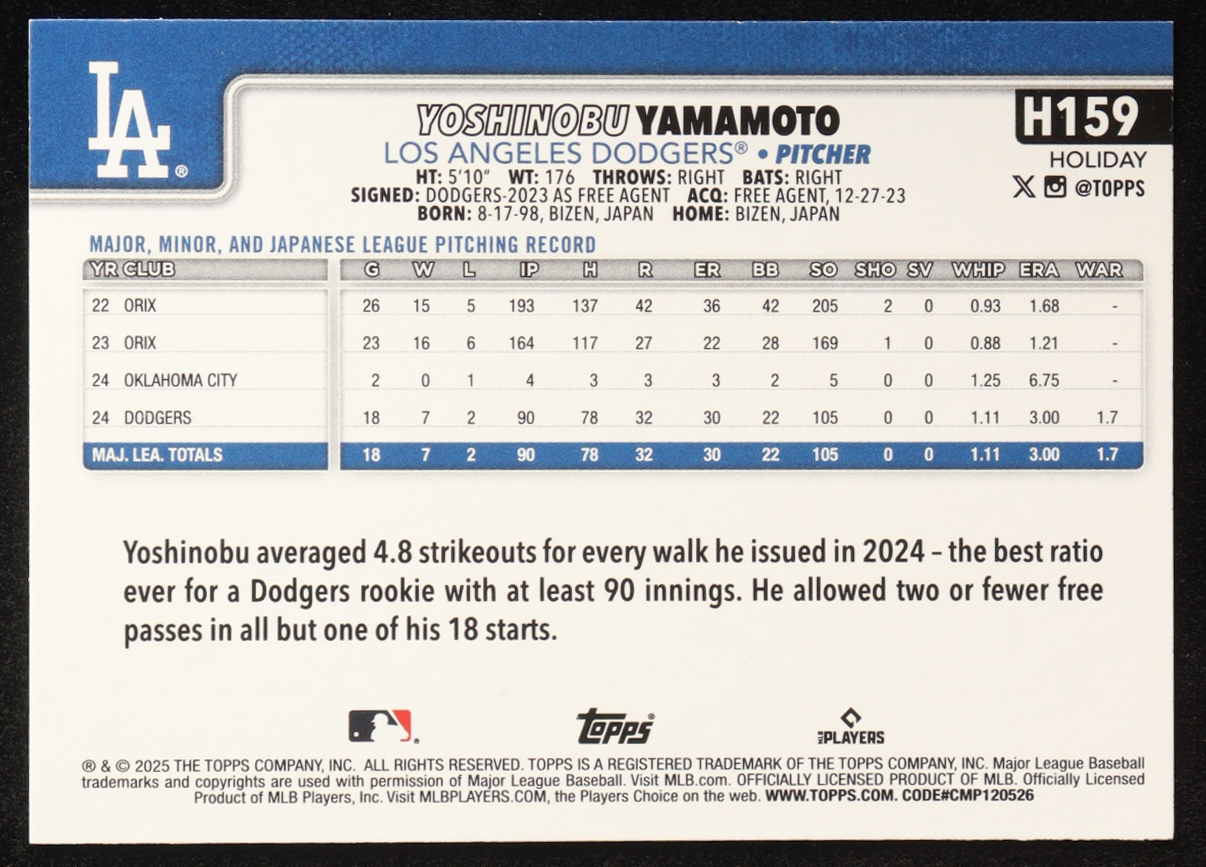 LA®
YOSHINOBU YAMAMOTO
H159
LOS ANGELES DODGERS® • PITCHER
HOLIDAY
HT: 5'10" WT: 176 THROWS: RIGHT BATS: RIGHT
@TOPPS
SIGNED: DODGERS-2023 AS FREE AGENT ACQ: FREE AGENT, 12-27-23
BORN: 8-17-98, BIZEN, JAPAN HOME: BIZEN, JAPAN
MAJOR, MINOR, AND JAPANESE LEAGUE PITCHING RECORD
YR CLUB G W L IP H R ER BB SO SHO SV WHIP ERA WAR
22 ORIX 26 15 5 193 137 42 36 42 205 2 0 0.93 1.68 -
23 ORIX 23 16 6 164 117 27 22 28 169 1 0 0.88 1.21 -
24 OKLAHOMA CITY 2 0 1 4 3 3 3 2 5 0 0 1.25 6.75 -
24 DODGERS 18 7 2 90 78 32 30 22 105 0 0 1.11 3.00 1.7
MAJ. LEA. TOTALS 18 7 2 90 78 32 30 22 105 0 0 1.11 3.00 1.7
Yoshinobu averaged 4.8 strikeouts for every walk he issued in 2024 – the best ratio
ever for a Dodgers rookie with at least 90 innings. He allowed two or fewer free
passes in all but one of his 18 starts.
Topps®
MLB PLAYERS
® & © 2025 THE TOPPS COMPANY, INC. ALL RIGHTS RESERVED. TOPPS IS A REGISTERED TRADEMARK OF THE TOPPS COMPANY, INC. Major League Baseball
trademarks and copyrights are used with permission of Major League Baseball. Visit MLB.com. OFFICIALLY LICENSED PRODUCT OF MLB. Officially Licensed
Product of MLB Players, Inc. Visit MLBPLAYERS.COM, the Players Choice on the web. WWW.TOPPS.COM. CODE#CMP120526